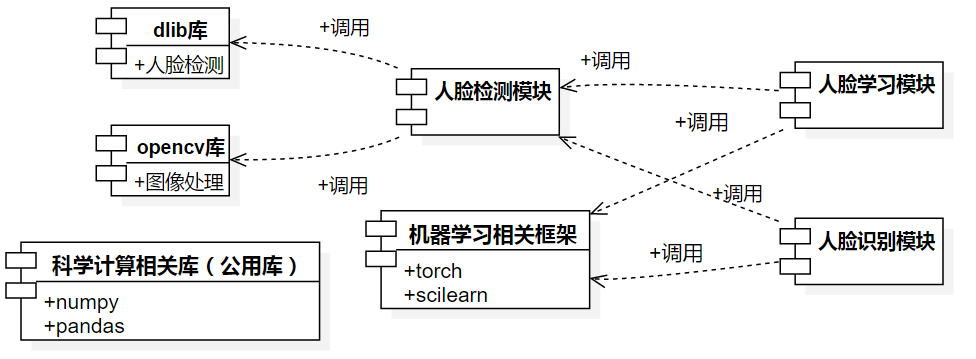 dlib库
+人脸检测
+调用
人脸检测模块
+调用
人脸学习模块
+调用
opencv库
+图像处理
+调用
+调用
机器学习相关框架
+torch
+scilearn
+调用
人脸识别模块
科学计算相关库（公用库）
+numpy
+pandas